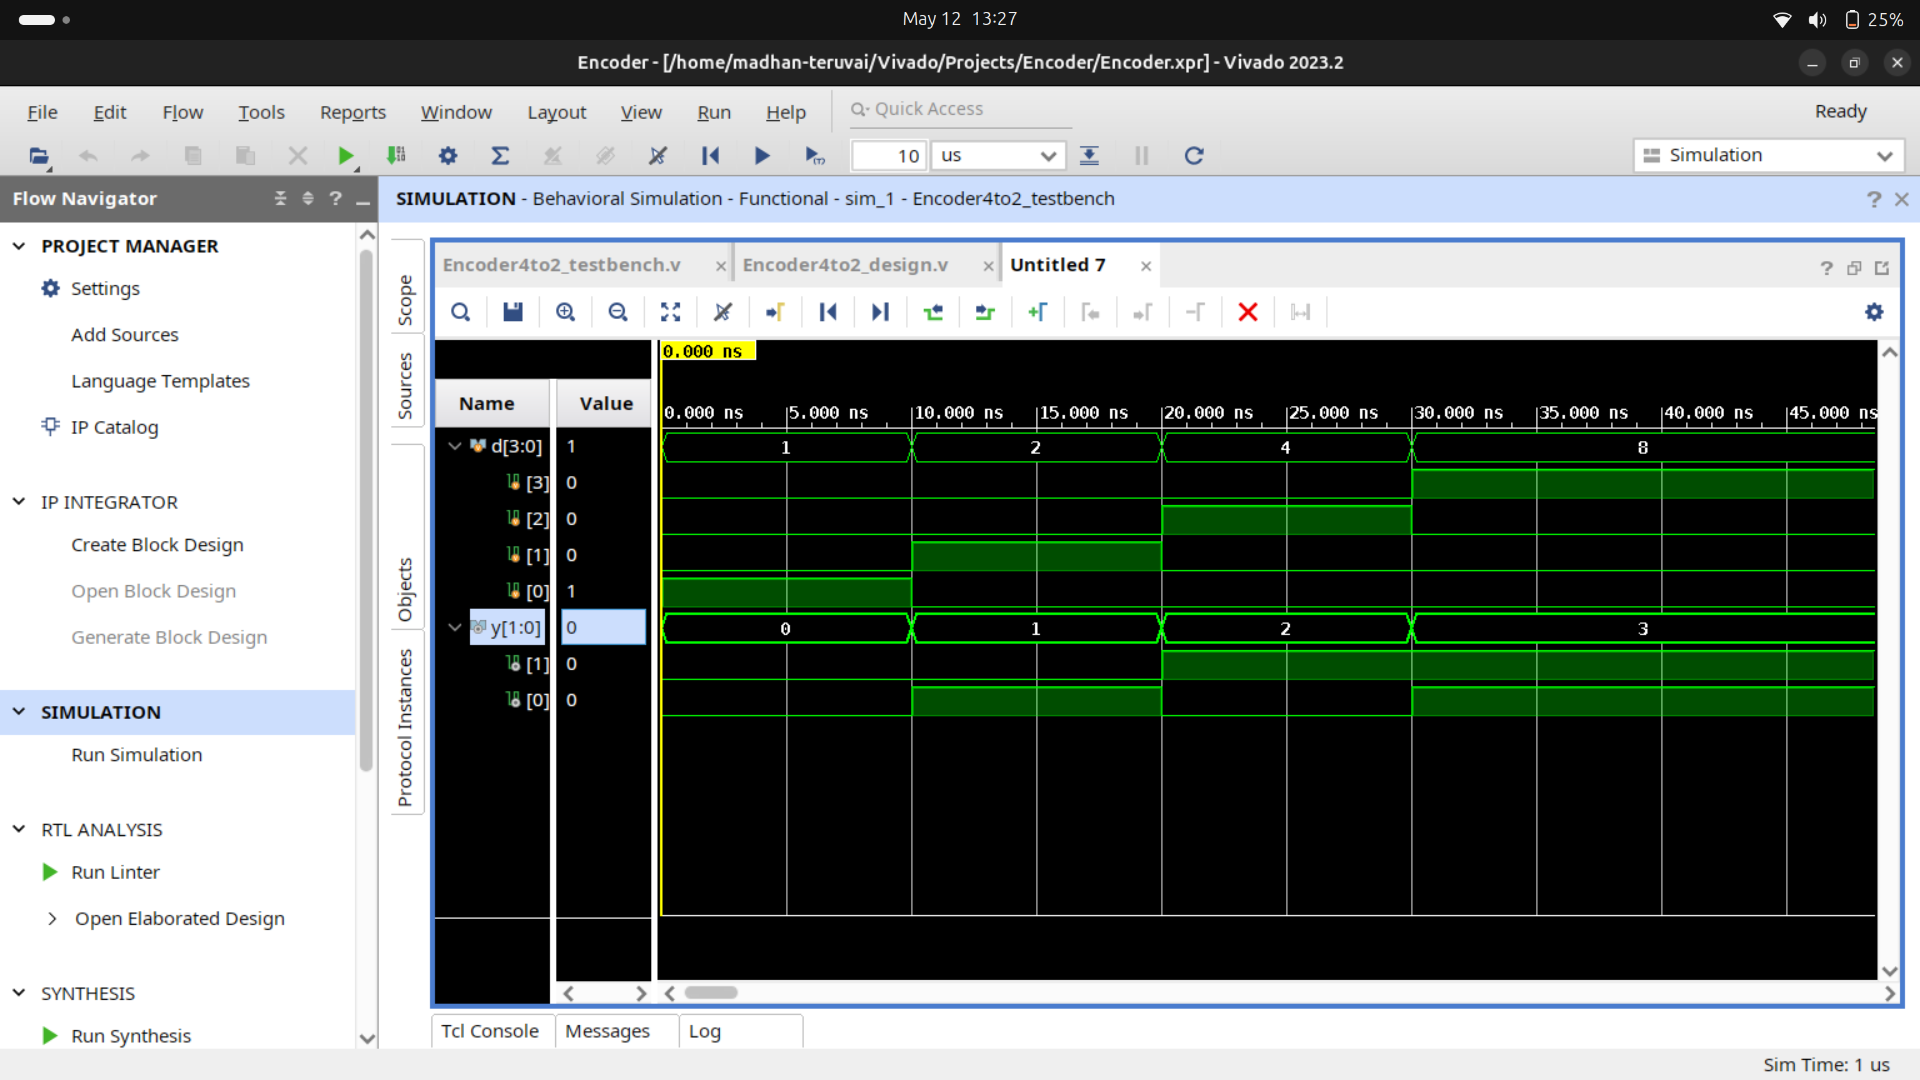 May 12 13:27
25%
Encoder - [/home/madhan-teruvai/Vivado/Projects/Encoder/Encoder.xpr] - Vivado 2023.2
File Edit Flow Tools Reports Window Layout View Run Help Quick Access Ready
10 us Simulation
Flow Navigator
SIMULATION - Behavioral Simulation - Functional - sim_1 - Encoder4to2_testbench
PROJECT MANAGER
Settings
Add Sources
Language Templates
IP Catalog
IP INTEGRATOR
Create Block Design
Open Block Design
Generate Block Design
SIMULATION
Run Simulation
RTL ANALYSIS
Run Linter
Open Elaborated Design
SYNTHESIS
Run Synthesis
Scope
Sources
Objects
Protocol Instances
Encoder4to2_testbench.v Encoder4to2_design.v Untitled 7
0.000 ns
Name Value
0.000 ns 5.000 ns 10.000 ns 15.000 ns 20.000 ns 25.000 ns 30.000 ns 35.000 ns 40.000 ns 45.000 ns
d[3:0] 1 1 2 4 8
[3] 0
[2] 0
[1] 0
[0] 1
y[1:0] 0 0 1 2 3
[1] 0
[0] 0
Tcl Console Messages Log
Sim Time: 1 us